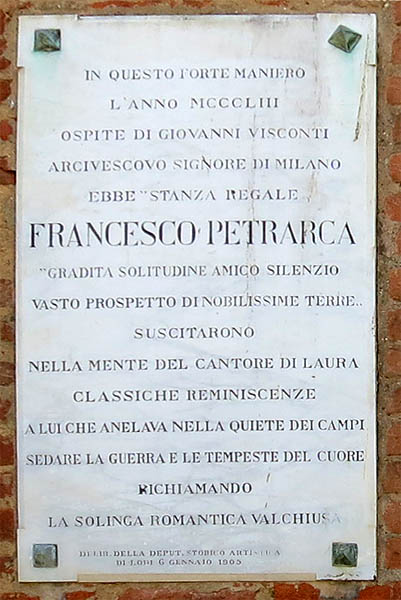 IN QUESTO FORTE MANIERO
L'ANNO MCCCLIII
OSPITE DI GIOVANNI VISCONTI
ARCIVESCOVO SIGNORE DI MILANO
EBBE "STANZA REGALE„
FRANCESCO PETRARCA
"GRADITA SOLITUDINE AMICO SILENZIO
VASTO PROSPETTO DI NOBILISSIME TERRE„
SUSCITARONO
NELLA MENTE DEL CANTORE DI LAURA
CLASSICHE REMINISCENZE
A LUI CHE ANELAVA NELLA QUIETE DEI CAMPI
SEDARE LA GUERRA E LE TEMPESTE DEL CUORE
RICHIAMANDO
LA SOLINGA ROMANTICA VALCHIUSA
DELIB. DELLA DEPUT. STORICO ARTISTICA
DI LODI 6 GENNAIO 1905